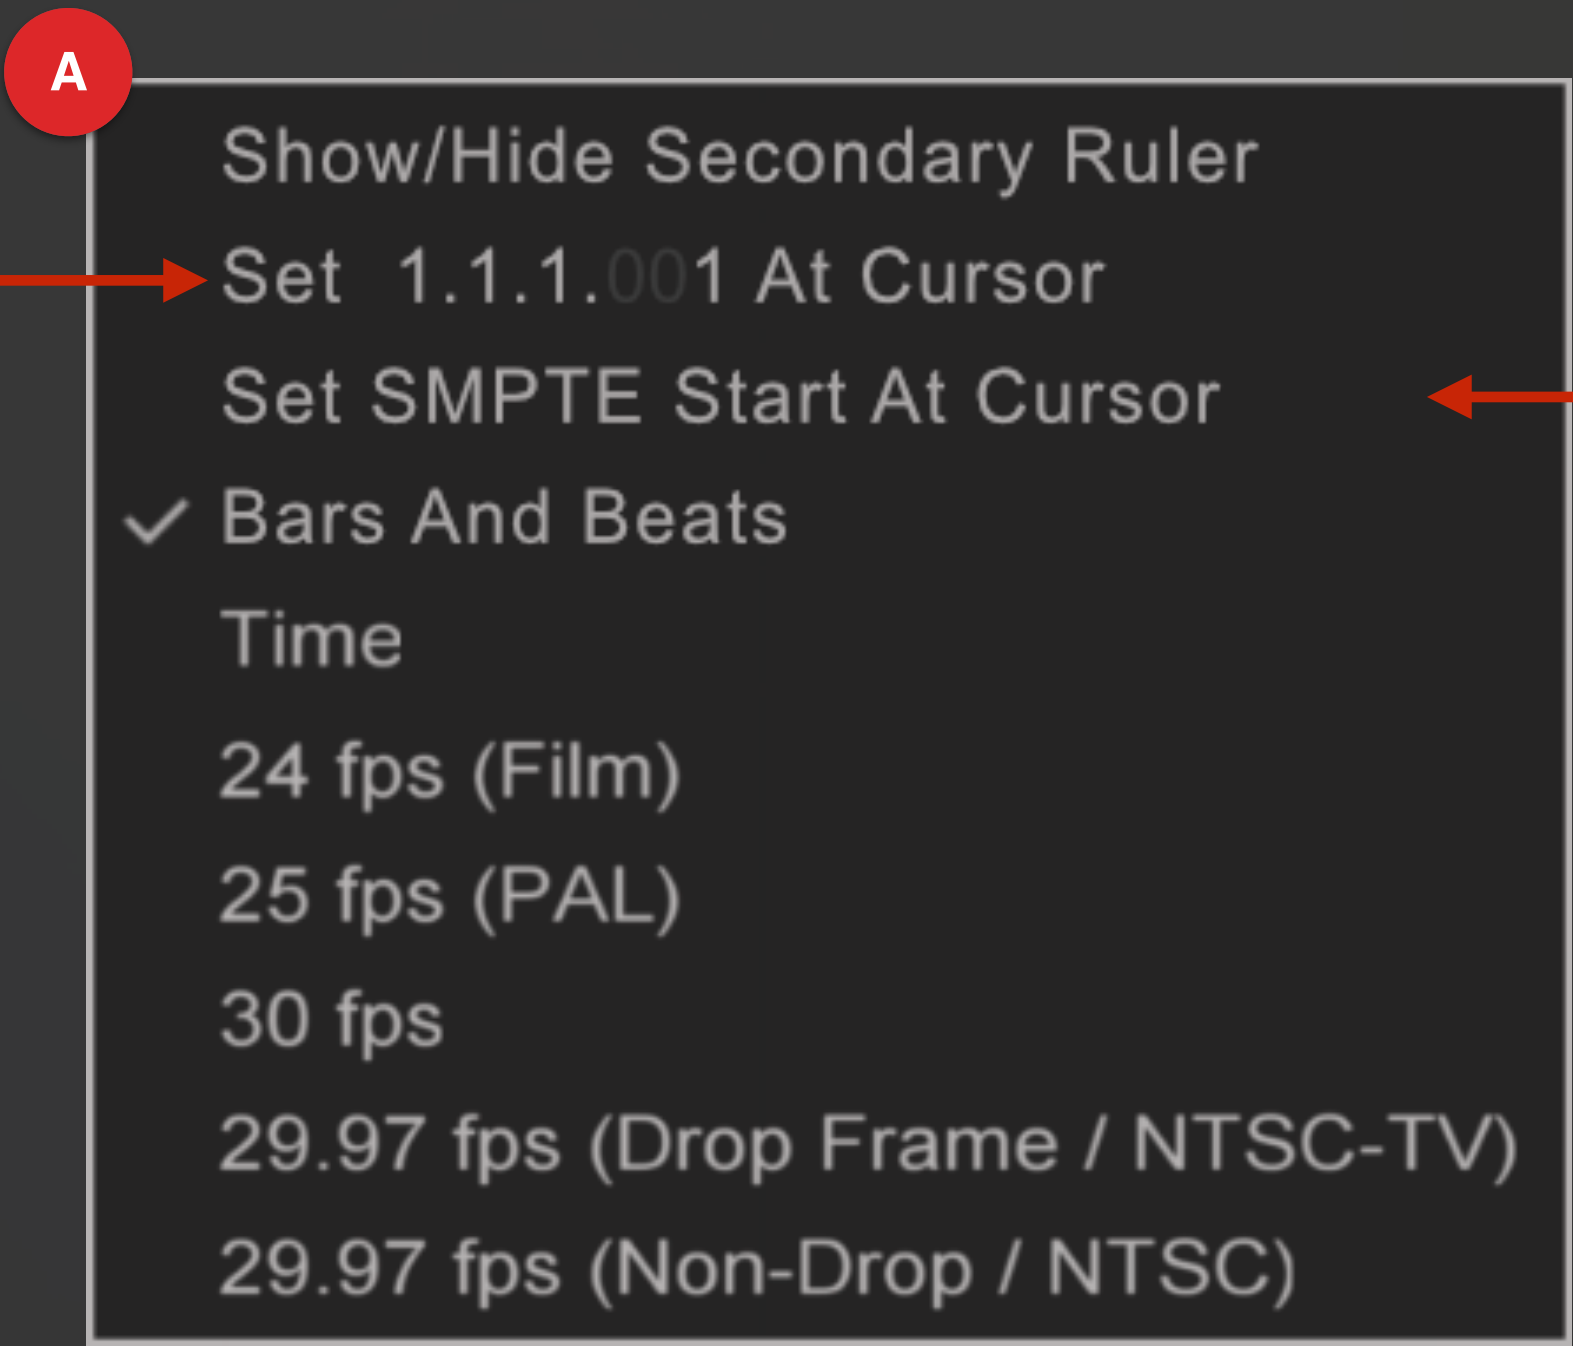 A
Show/Hide Secondary Ruler
Set 1.1.1.001 At Cursor
Set SMPTE Start At Cursor
Bars And Beats
Time
24 fps (Film)
25 fps (PAL)
30 fps
29.97 fps (Drop Frame / NTSC-TV)
29.97 fps (Non-Drop / NTSC)